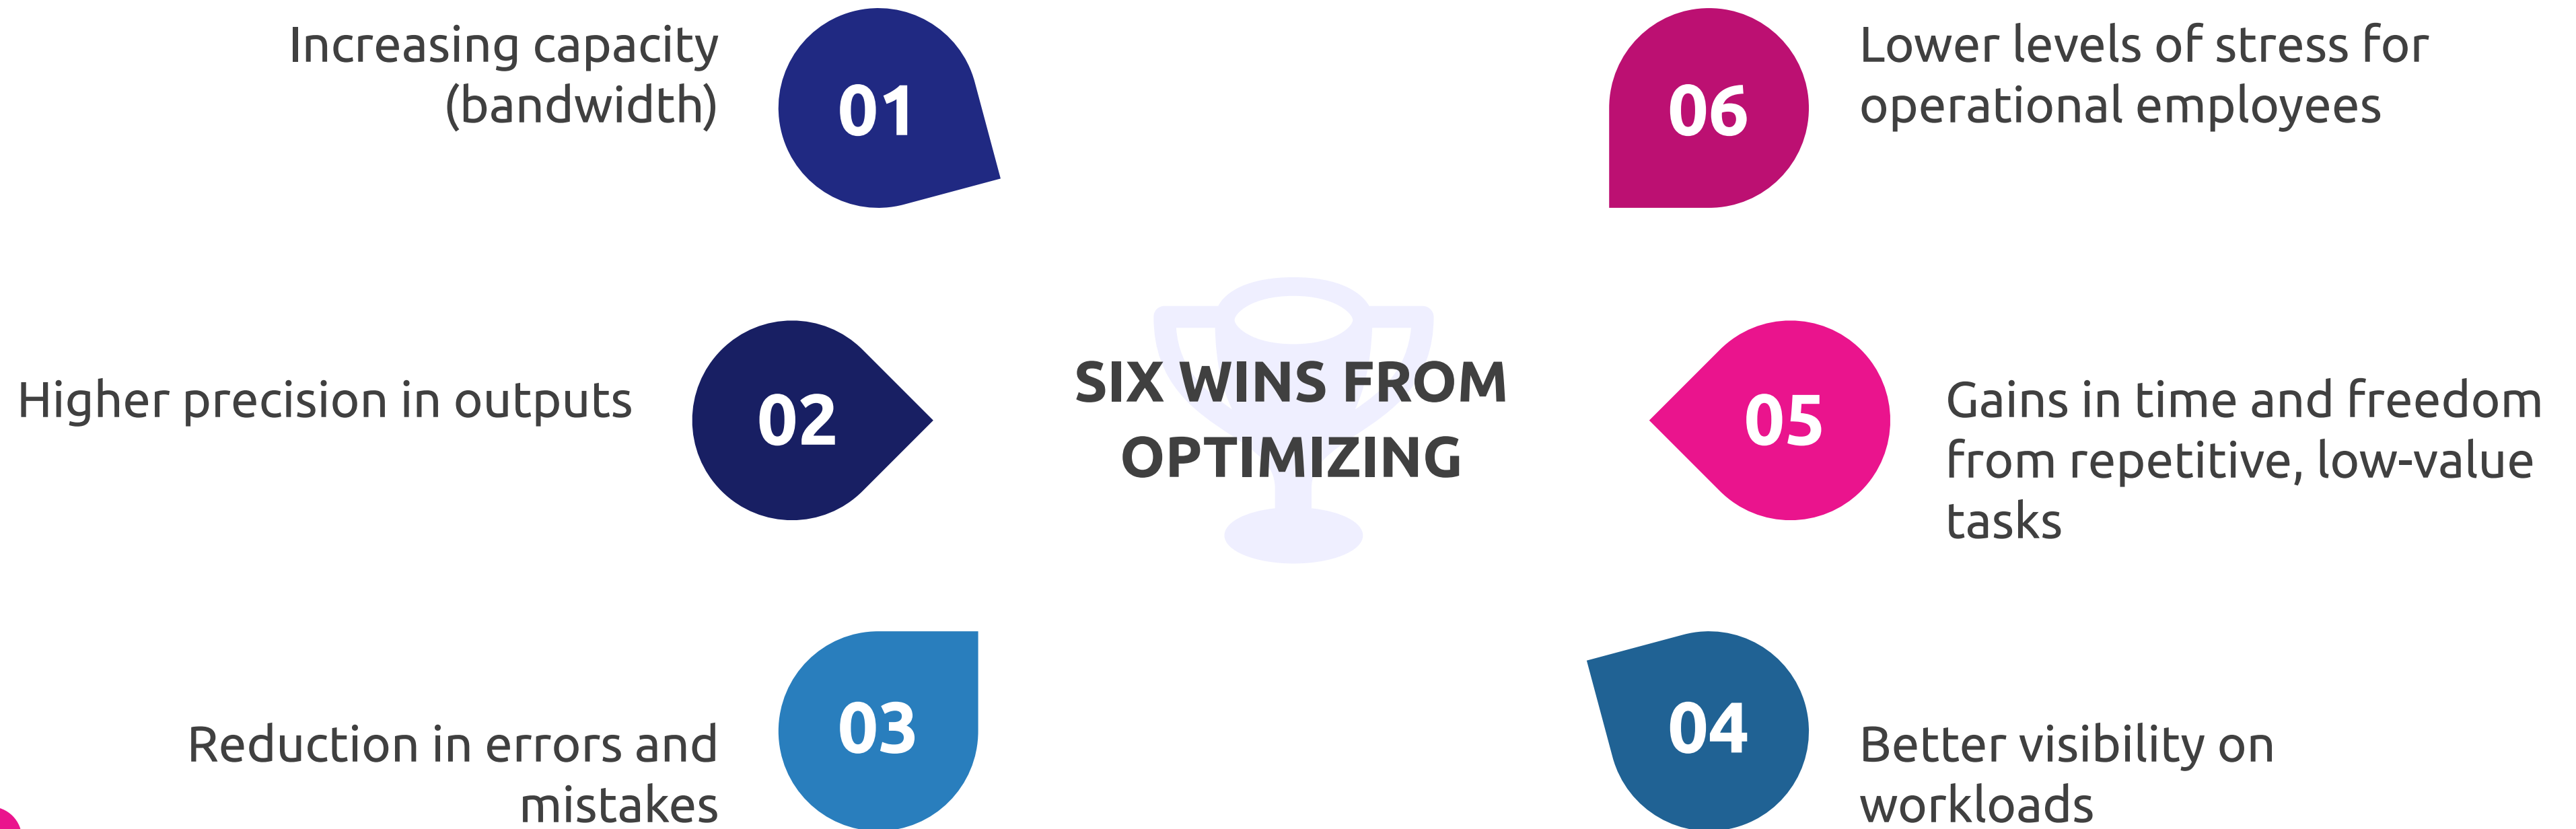 Increasing capacity
(bandwidth)
01
Higher precision in outputs
02
Reduction in errors and
mistakes
03
SIX WINS FROM
OPTIMIZING
06
Lower levels of stress for
operational employees
05
Gains in time and freedom
from repetitive, low-value
tasks
04
Better visibility on
workloads